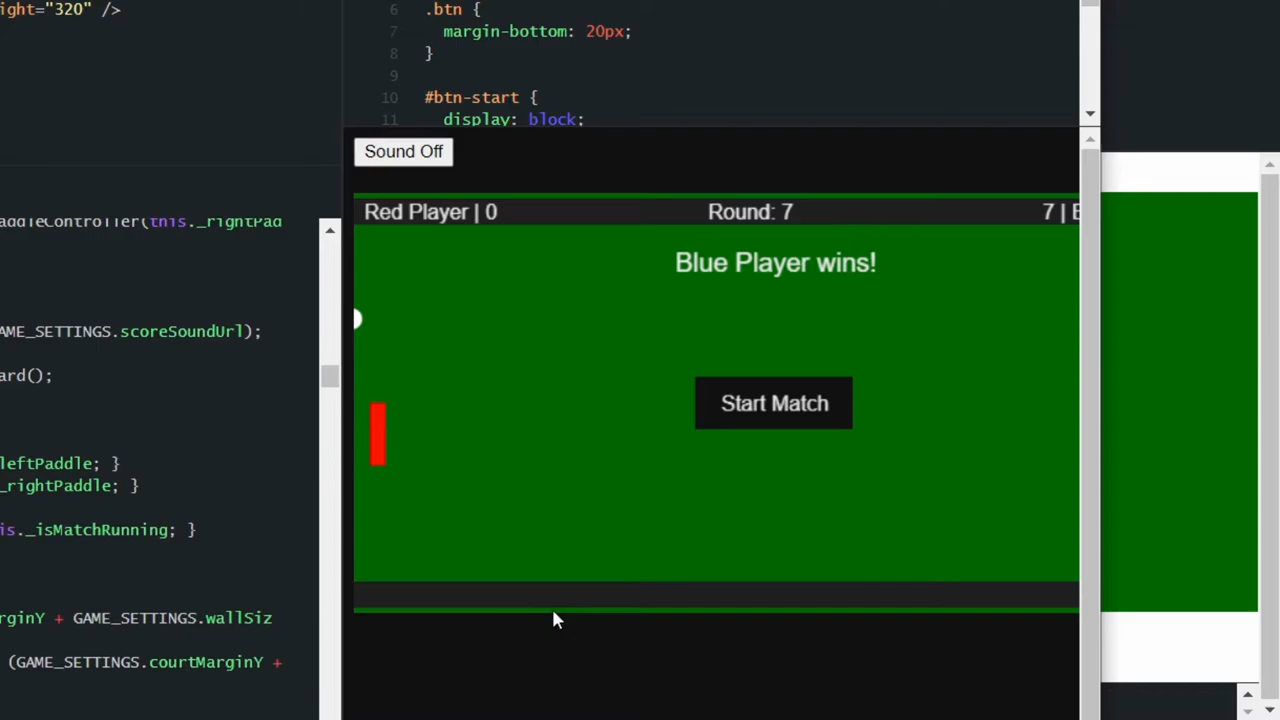 ight="320" />
6 .btn {
7 margin-bottom: 20px;
8 }
9
10 #btn-start {
11 display: block;
Sound Off
Red Player | 0
Round: 7
7 |
Blue Player wins!
Start Match
addleController(this._rightPad
AME_SETTINGS.scoreSoundUrl);
ard();
leftPaddle; }
_rightPaddle; }
is._isMatchRunning; }
rginY + GAME_SETTINGS.wallSiz
(GAME_SETTINGS.courtMarginY +